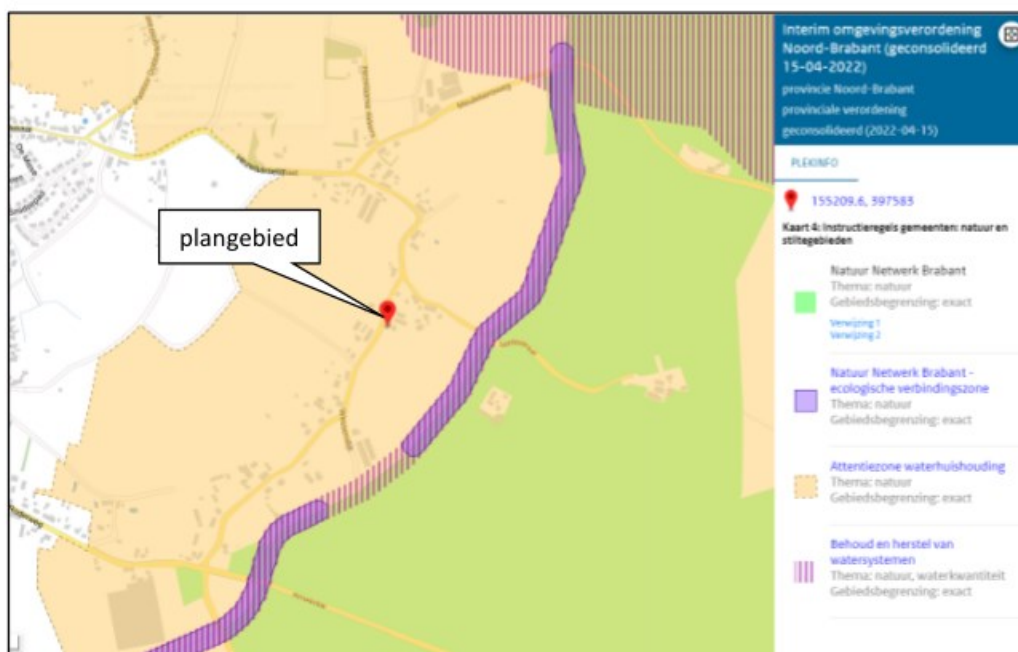 plangebied
Interim omgevingsverordening
Noord-Brabant (geconsolideerd
15-04-2022)
provincie Noord-Brabant
provinciale verordening
geconsolideerd (2022-04-15)
PLEKINFO
155209.6, 397583
Kaart 4: Instructieregels gemeenten: natuur en
stiltegebieden
Natuur Netwerk Brabant
Thema: natuur
Gebiedsbegrenzing: exact
Verwijzing 1
Verwijzing 2
Natuur Netwerk Brabant -
ecologische verbindingszone
Thema: natuur
Gebiedsbegrenzing: exact
Attentiezone waterhuishouding
Thema: natuur
Gebiedsbegrenzing: exact
Behoud en herstel van
watersystemen
Thema: natuur, waterkwantiteit
Gebiedsbegrenzing: exact